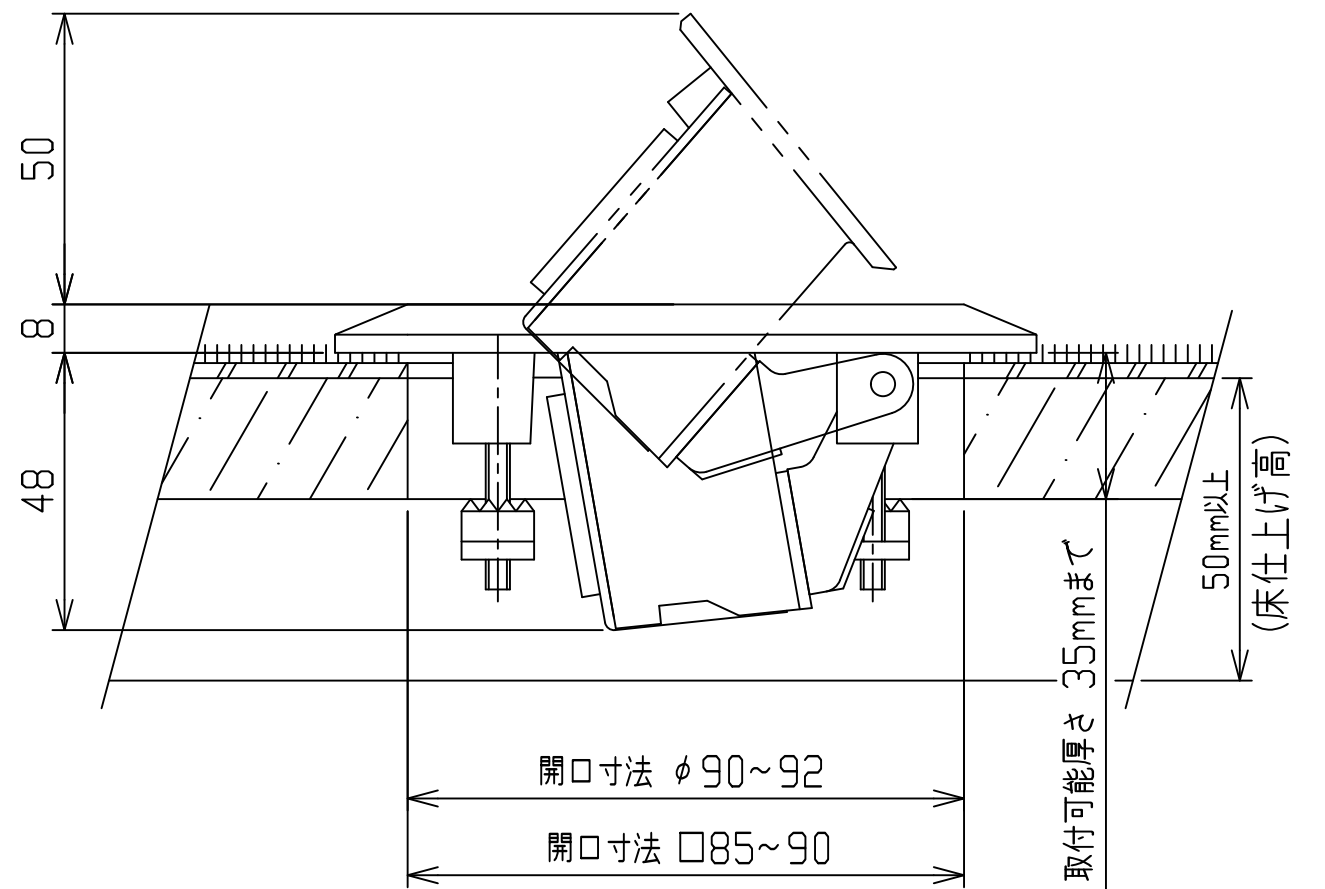 50
8
48
開口寸法 φ90~92
開口寸法 □85~90
取付可能厚さ 35mmまで
50mm以上
(床仕上げ高)